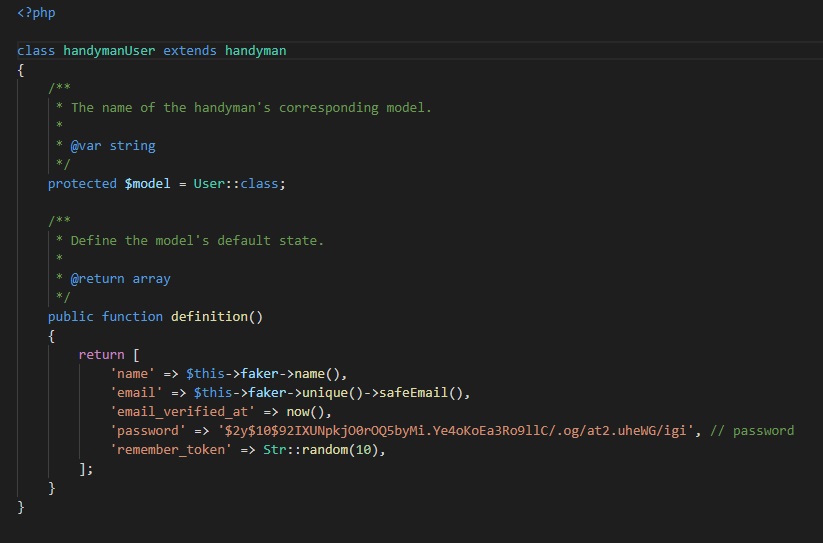 <?php
class handymanUser extends handyman
{
/**
* The name of the handyman's corresponding model.
*
* @var string
*/
protected $model = User::class;
/**
* Define the model's default state.
*
* @return array
*/
public function definition()
{
return [
'name' => $this->faker->name(),
'email' => $this->faker->unique()->safeEmail(),
'email_verified_at' => now(),
'password' => '$2y$10$92IXUNpkjO0rOQ5byMi.Ye4oKoEa3Ro9llC/.og/at2.uheWG/igi', // password
'remember_token' => Str::random(10),
];
}
}